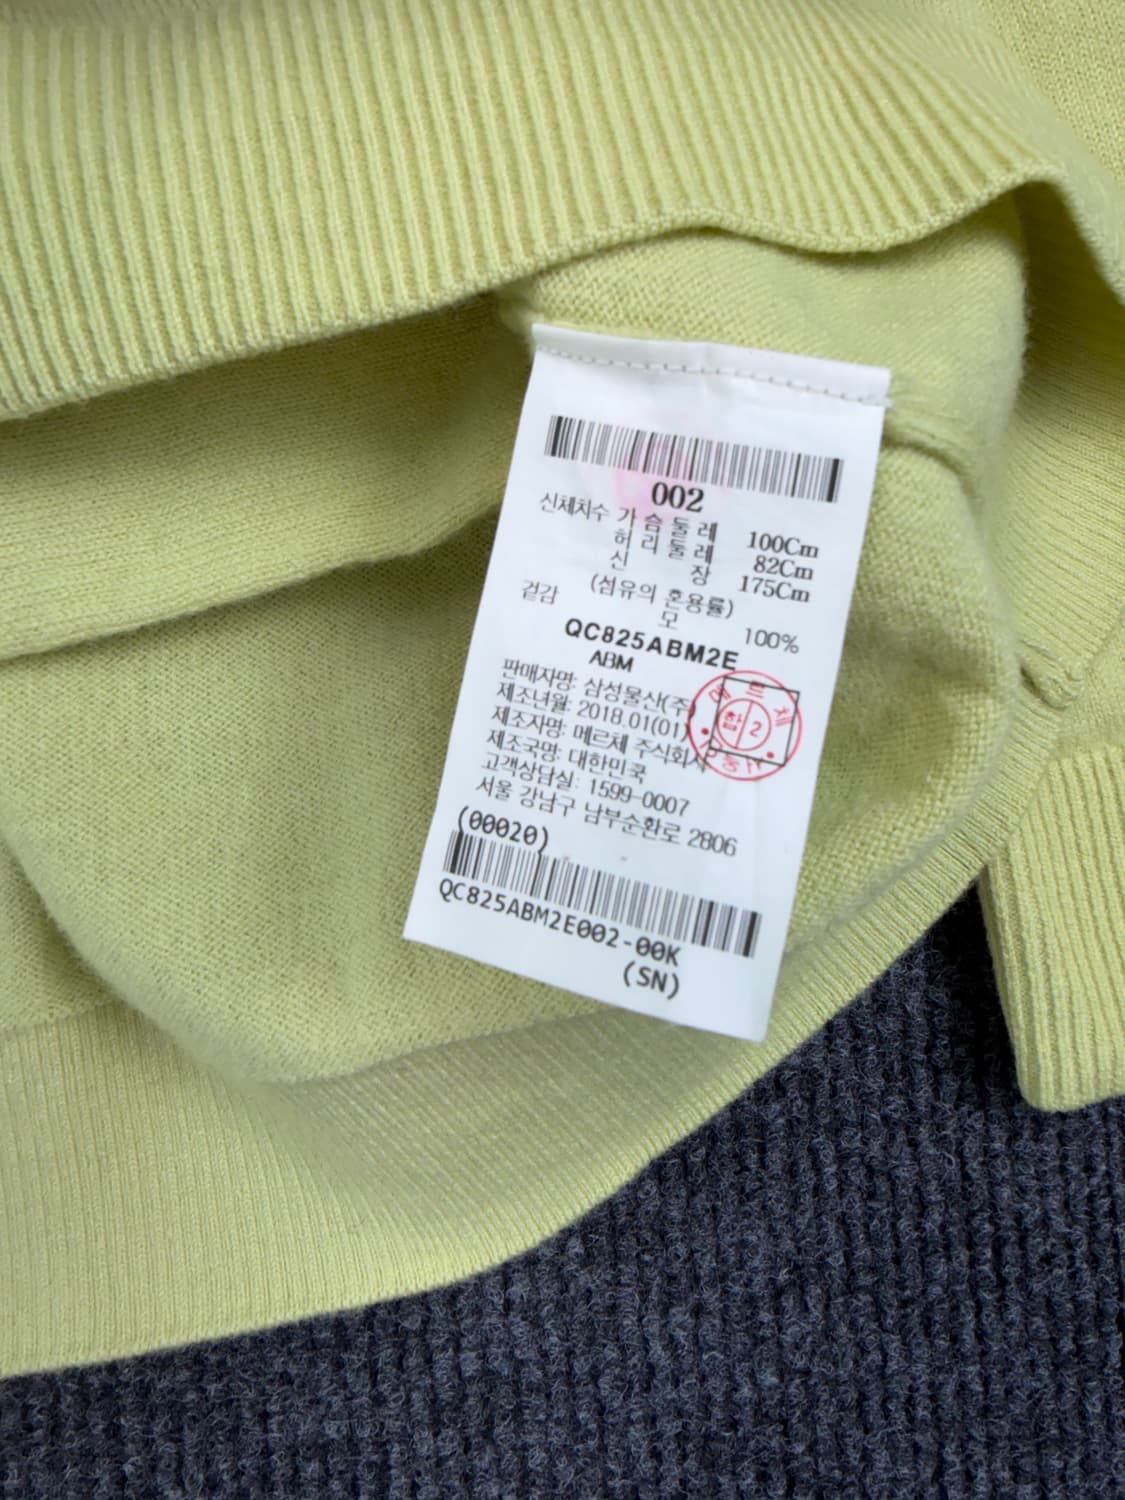 002
신체치수 가슴둘레 100Cm
허리둘레 82Cm
신장 175Cm
(섬유의 혼용률)
겉감 모 100%
QC825ABM2E
ABM
판매자명: 삼성물산(주)
제조년월: 2018.01(01)
제조자명: 메르체 주식회사
제조국명: 대한민국
고객상담실: 1599-0007
서울 강남구 남부순환로 2806
합 2
(00020)
QC825ABM2E002-00K
(SN)